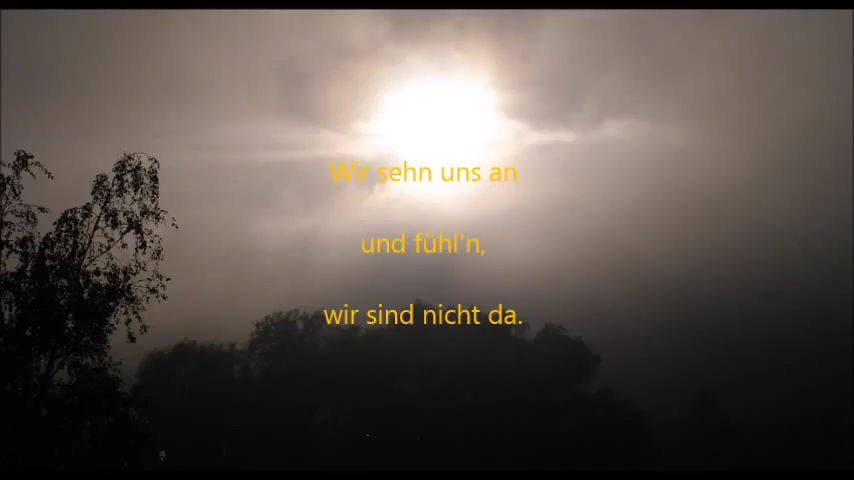 Wir sehn uns an
und fühl'n,
wir sind nicht da.